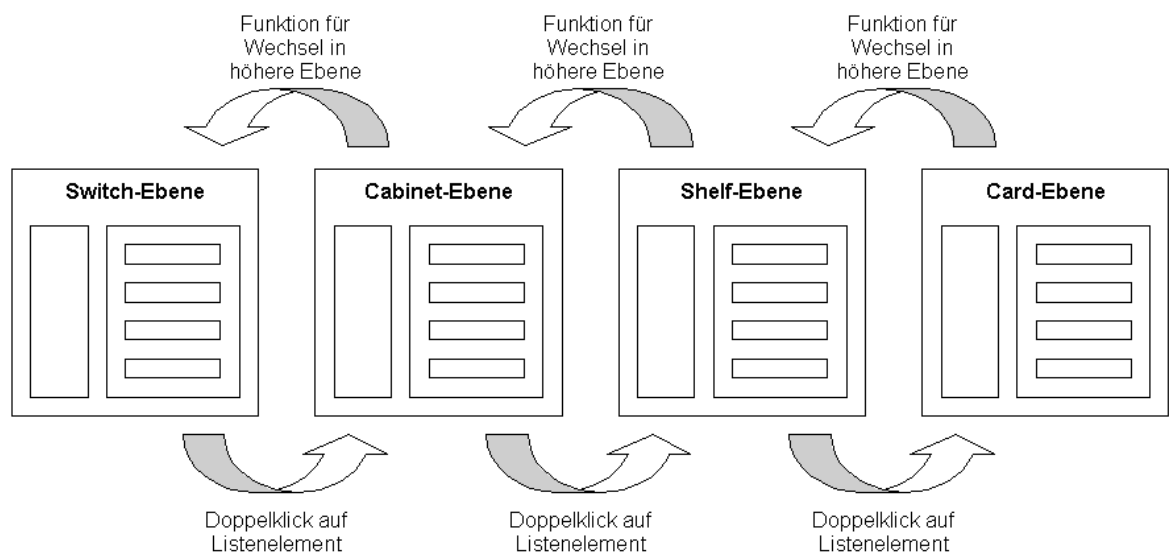 Funktion für
Wechsel in
höhere Ebene
Funktion für
Wechsel in
höhere Ebene
Funktion für
Wechsel in
höhere Ebene
Switch-Ebene
Cabinet-Ebene
Shelf-Ebene
Card-Ebene
Doppelklick auf
Listenelement
Doppelklick auf
Listenelement
Doppelklick auf
Listenelement